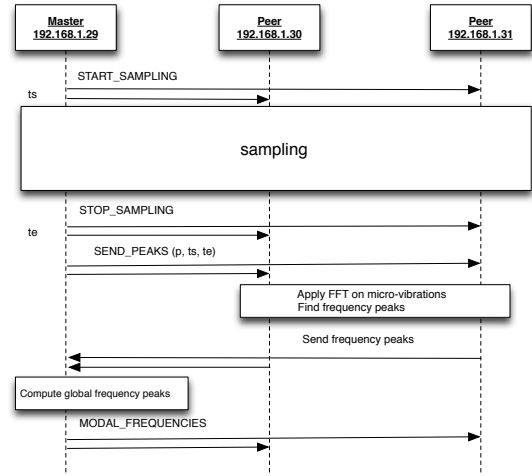 Master
192.168.1.29
Peer
192.168.1.30
Peer
192.168.1.31
START_SAMPLING
ts
sampling
STOP_SAMPLING
te
SEND_PEAKS (p, ts, te)
Apply FFT on micro-vibrations
Find frequency peaks
Send frequency peaks
Compute global frequency peaks
MODAL_FREQUENCIES